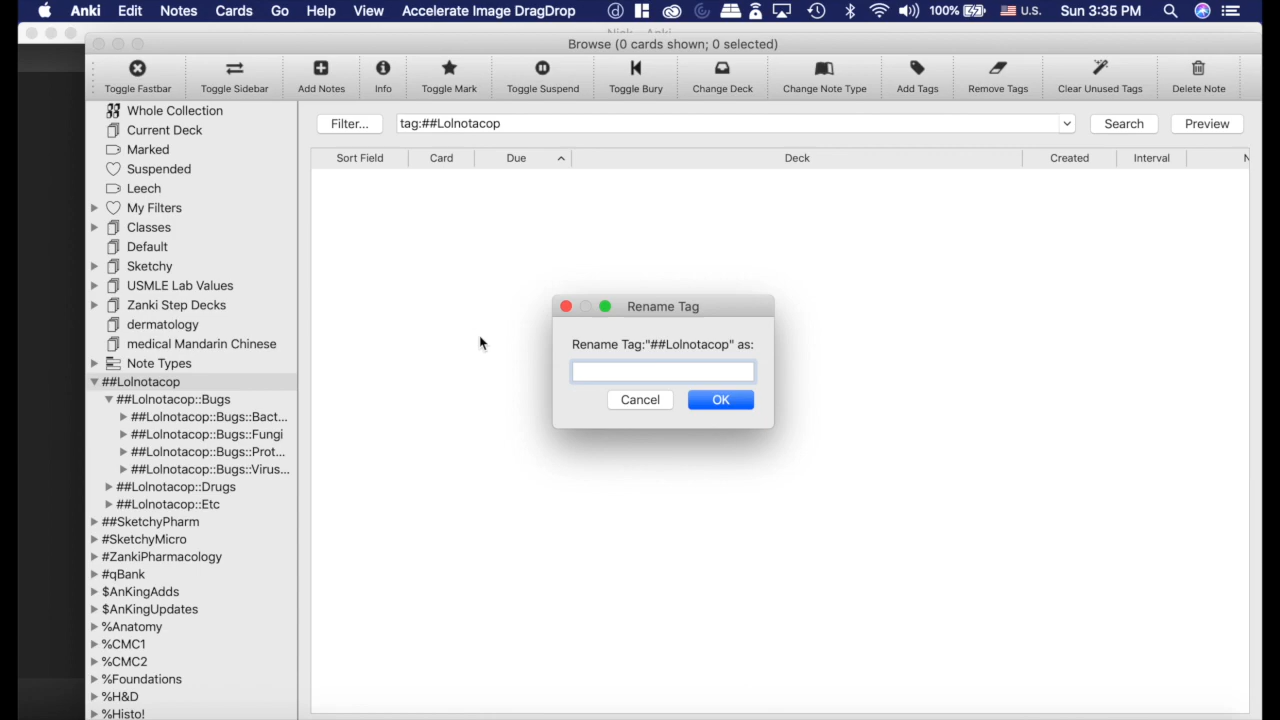 Anki Edit Notes Cards Go Help View Accelerate Image DragDrop 100% U.S. Sun 3:35 PM
Browse (0 cards shown; 0 selected)
Toggle Fastbar Toggle Sidebar Add Notes Info Toggle Mark Toggle Suspend Toggle Bury Change Deck Change Note Type Add Tags Remove Tags Clear Unused Tags Delete Note
Whole Collection
Current Deck
Marked
Suspended
Leech
My Filters
Classes
Default
Sketchy
USMLE Lab Values
Zanki Step Decks
dermatology
medical Mandarin Chinese
Note Types
##Lolnotacop
##Lolnotacop::Bugs
##Lolnotacop::Bugs::Bact...
##Lolnotacop::Bugs::Fungi
##Lolnotacop::Bugs::Prot...
##Lolnotacop::Bugs::Virus...
##Lolnotacop::Drugs
##Lolnotacop::Etc
##SketchyPharm
#SketchyMicro
#ZankiPharmacology
#qBank
$AnKingAdds
$AnKingUpdates
%Anatomy
%CMC1
%CMC2
%Foundations
%H&D
%Histo!
Filter... tag:##Lolnotacop Search Preview
Sort Field Card Due Deck Created Interval
Rename Tag
Rename Tag:"##Lolnotacop" as:
Cancel OK